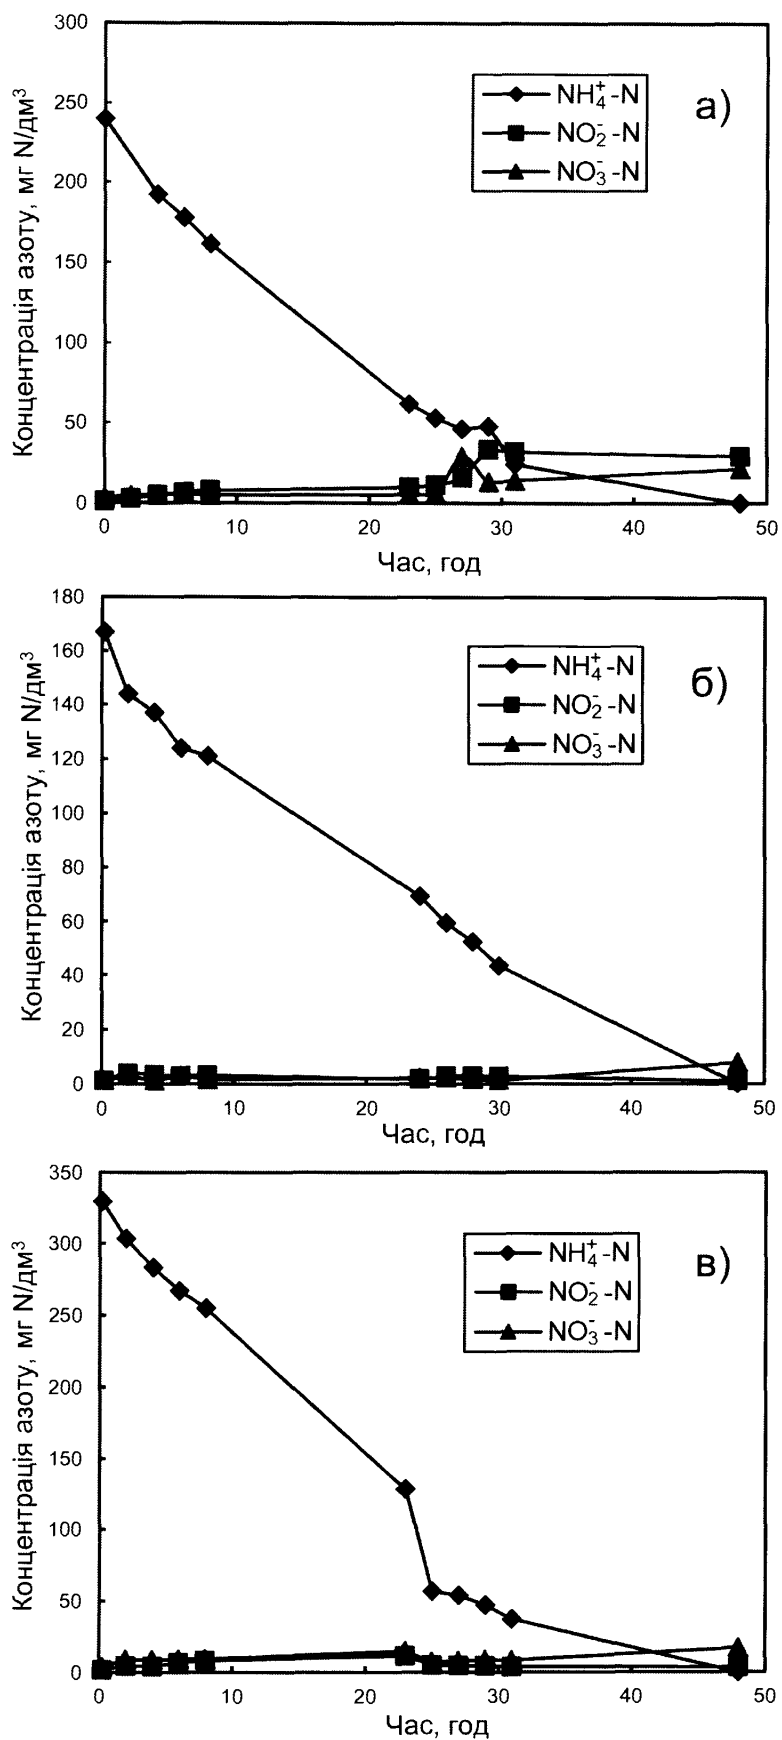 300
250
200
150
100
50
0
Концентрація азоту, мг N/дм³
NH₄⁺-N
NO₂⁻-N
NO₃⁻-N
а)
0 10 20 30 40 50
Час, год
180
160
140
120
100
80
60
40
20
0
Концентрація азоту, мг N/дм³
NH₄⁺-N
NO₂⁻-N
NO₃⁻-N
б)
0 10 20 30 40 50
Час, год
350
300
250
200
150
100
50
0
Концентрація азоту, мг N/дм³
NH₄⁺-N
NO₂⁻-N
NO₃⁻-N
в)
0 10 20 30 40 50
Час, год